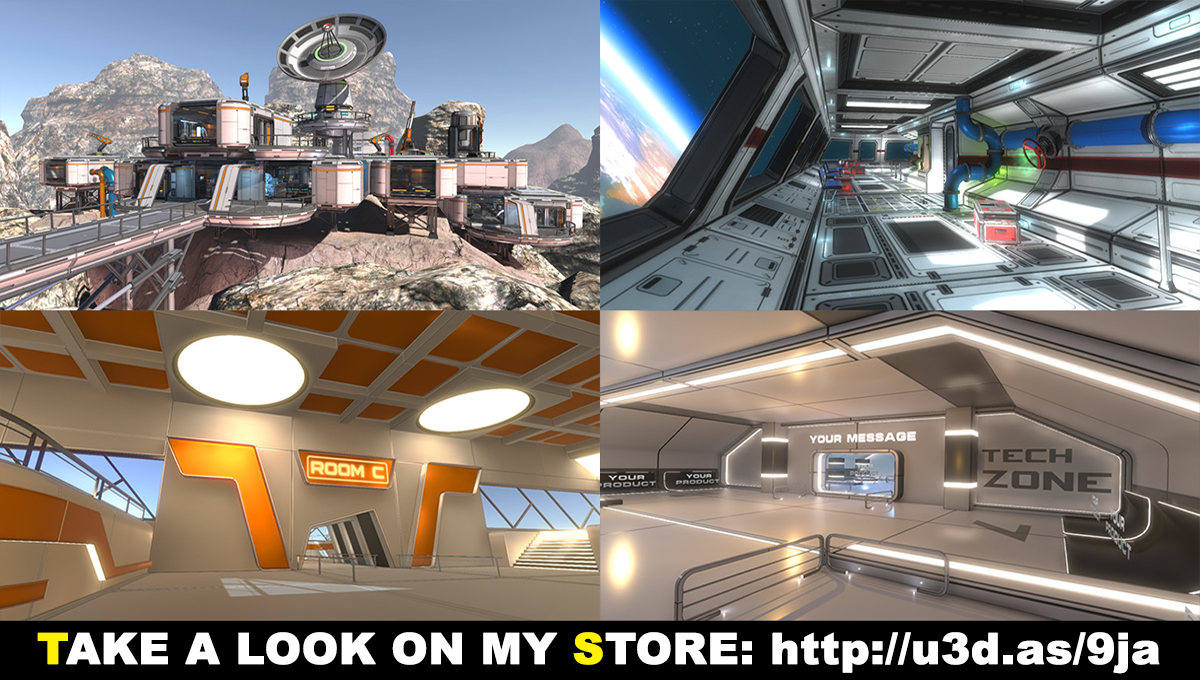 ROOM C
YOUR MESSAGE
YOUR
PRODUCT
YOUR
PRODUCT
TECH
ZONE
TAKE A LOOK ON MY STORE: http://u3d.as/9ja